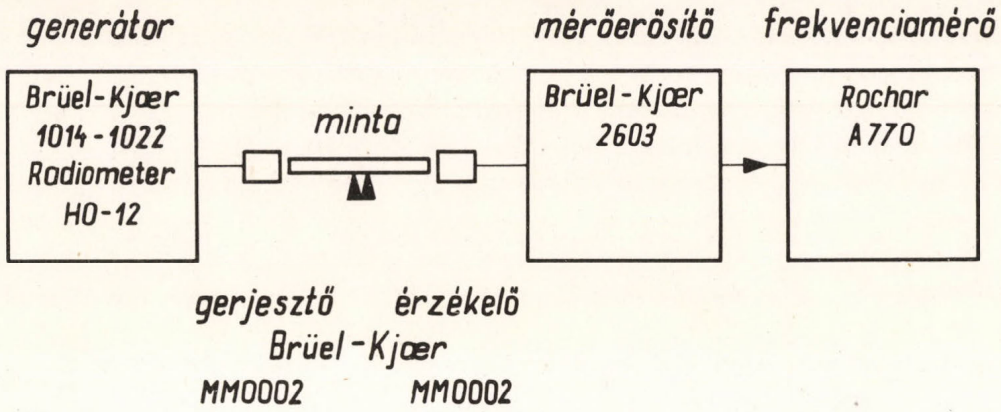 generátor
mérőerősítő
frekvenciamérő
Brüel-Kjær
1014-1022
Radiometer
HO-12
minta
Brüel-Kjær
2603
Rochar
A770
gerjesztő
érzékelő
Brüel-Kjær
MM0002
MM0002